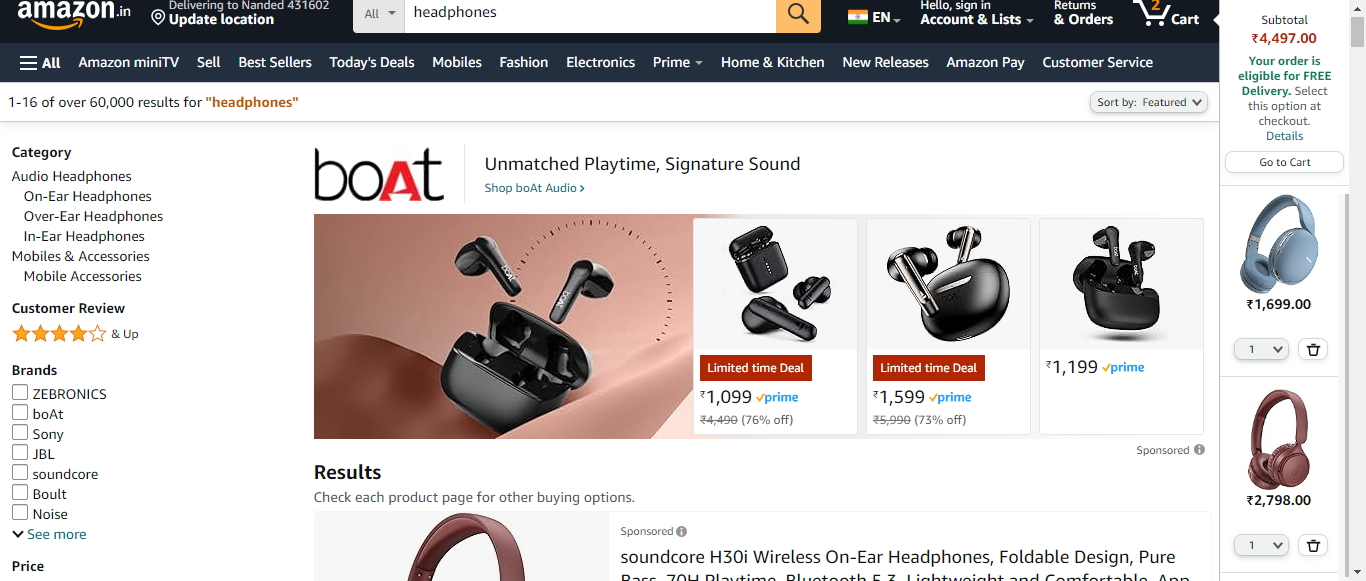 amazon.in
Delivering to Nanded 431602
Update location
All
headphones
EN
Hello, sign in
Account & Lists
Returns
& Orders
2
Cart
All
Amazon miniTV
Sell
Best Sellers
Today's Deals
Mobiles
Fashion
Electronics
Prime
Home & Kitchen
New Releases
Amazon Pay
Customer Service
1-16 of over 60,000 results for "headphones"
Sort by: Featured
Category
Audio Headphones
On-Ear Headphones
Over-Ear Headphones
In-Ear Headphones
Mobiles & Accessories
Mobile Accessories
Customer Review
& Up
Brands
ZEBRONICS
boAt
Sony
JBL
soundcore
Boult
Noise
See more
Price
boAt
Unmatched Playtime, Signature Sound
Shop boAt Audio ›
boAt
boAt
Limited time Deal
₹1,099 prime
₹4,490 (76% off)
Limited time Deal
₹1,599 prime
₹5,990 (73% off)
₹1,199 prime
Sponsored
Results
Check each product page for other buying options.
Sponsored
soundcore H30i Wireless On-Ear Headphones, Foldable Design, Pure
Bass, 70H Playtime, Bluetooth 5.3, Lightweight and Comfortable, App
Subtotal
₹4,497.00
Your order is
eligible for FREE
Delivery. Select
this option at
checkout.
Details
Go to Cart
₹1,699.00
1
₹2,798.00
1